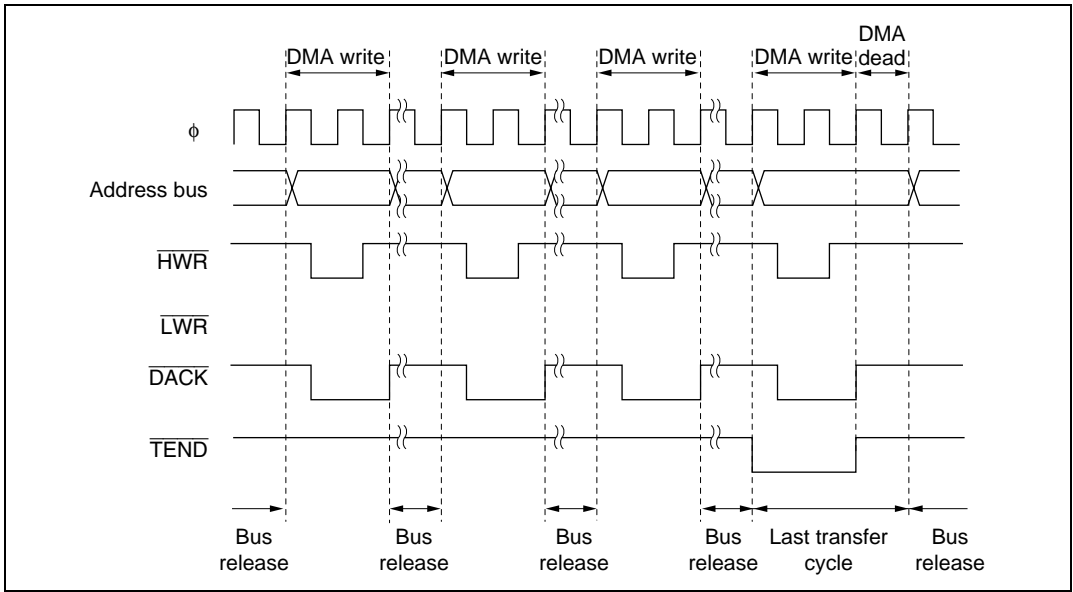 DMA
DMA write DMA write DMA write DMA write dead
φ
Address bus
HWR
LWR
DACK
TEND
Bus Bus Bus Bus Last transfer Bus
release release release release cycle release